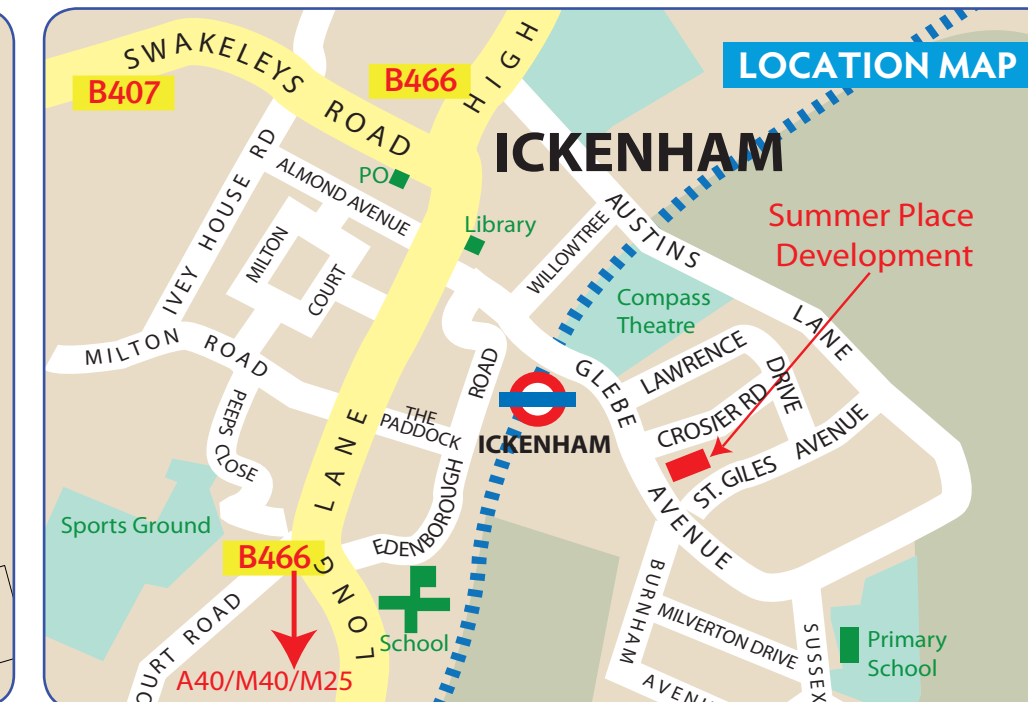 SWAKELEYS ROAD
B407
B466
HIGH
LOCATION MAP
ICKENHAM
IVEY HOUSE RD
ALMOND AVENUE
PO
Library
WILLOWTREE
AUSTINS
LANE
Summer Place
Development
MILTON
COURT
Compass
Theatre
MILTON ROAD
PEEPS CLOSE
THE
PADDOCK
ROAD
EDENBOROUGH
ICKENHAM
GLEBE
AVENUE
LAWRENCE
DRIVE
CROSIER RD
ST. GILES AVENUE
Sports Ground
B466
LONG
LANE
OURT ROAD
A40/M40/M25
School
BURNHAM
AVENU
MILVERTON DRIVE
SUSSEX
Primary
School